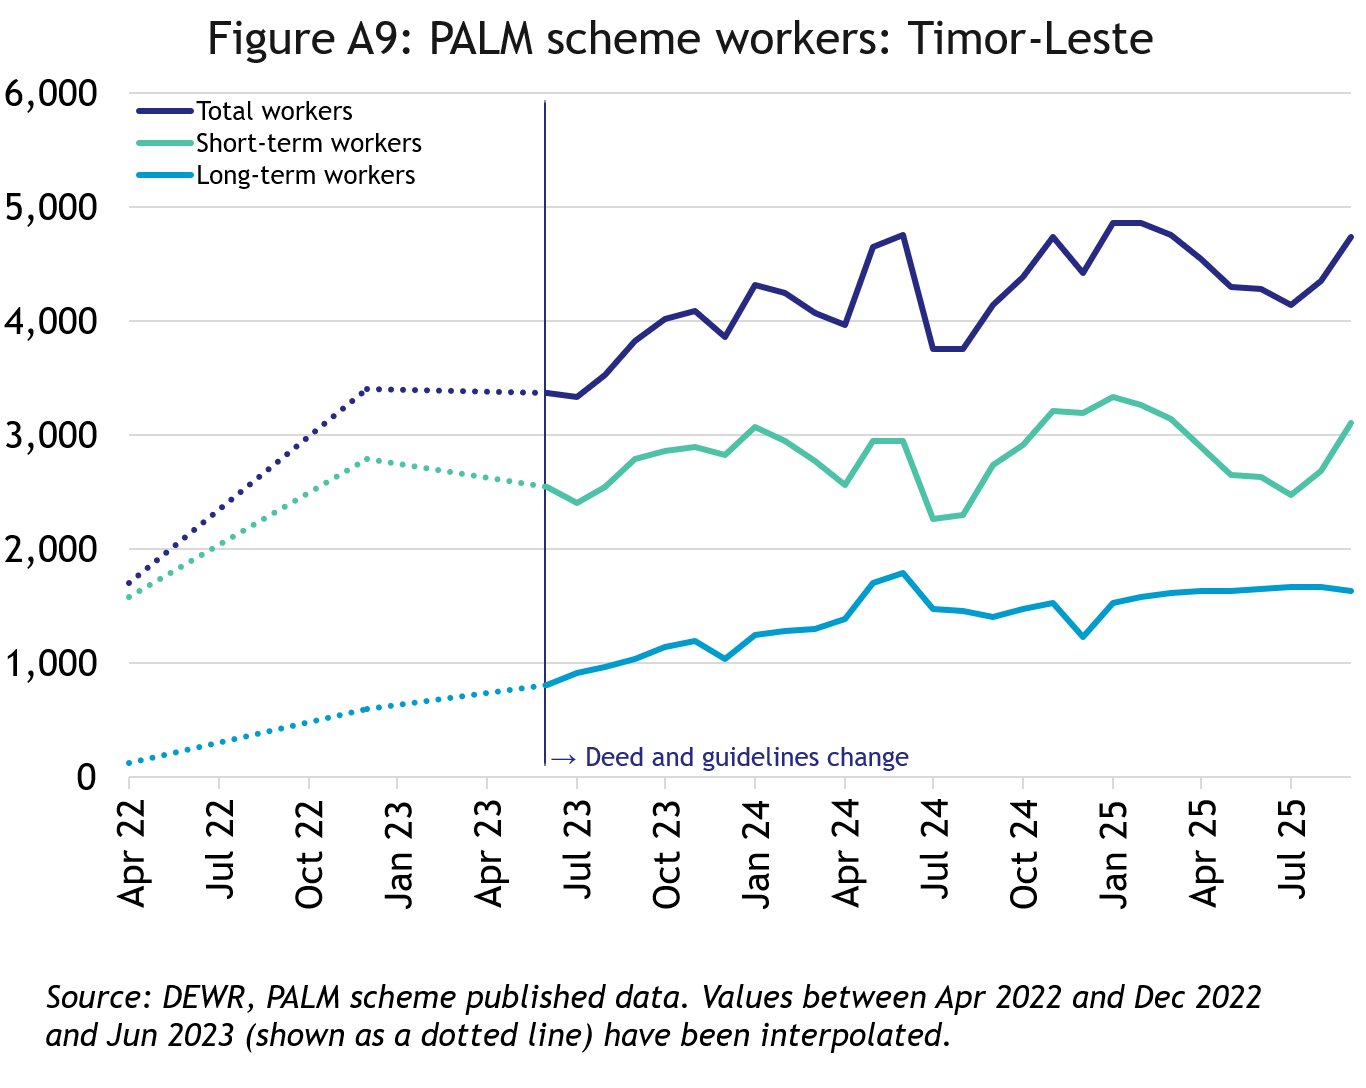 Figure A9: PALM scheme workers: Timor-Leste
6,000
5,000
4,000
3,000
2,000
1,000
0
Total workers
Short-term workers
Long-term workers
→ Deed and guidelines change
Apr 22
Jul 22
Oct 22
Jan 23
Apr 23
Jul 23
Oct 23
Jan 24
Apr 24
Jul 24
Oct 24
Jan 25
Apr 25
Jul 25
Source: DEWR, PALM scheme published data. Values between Apr 2022 and Dec 2022
and Jun 2023 (shown as a dotted line) have been interpolated.